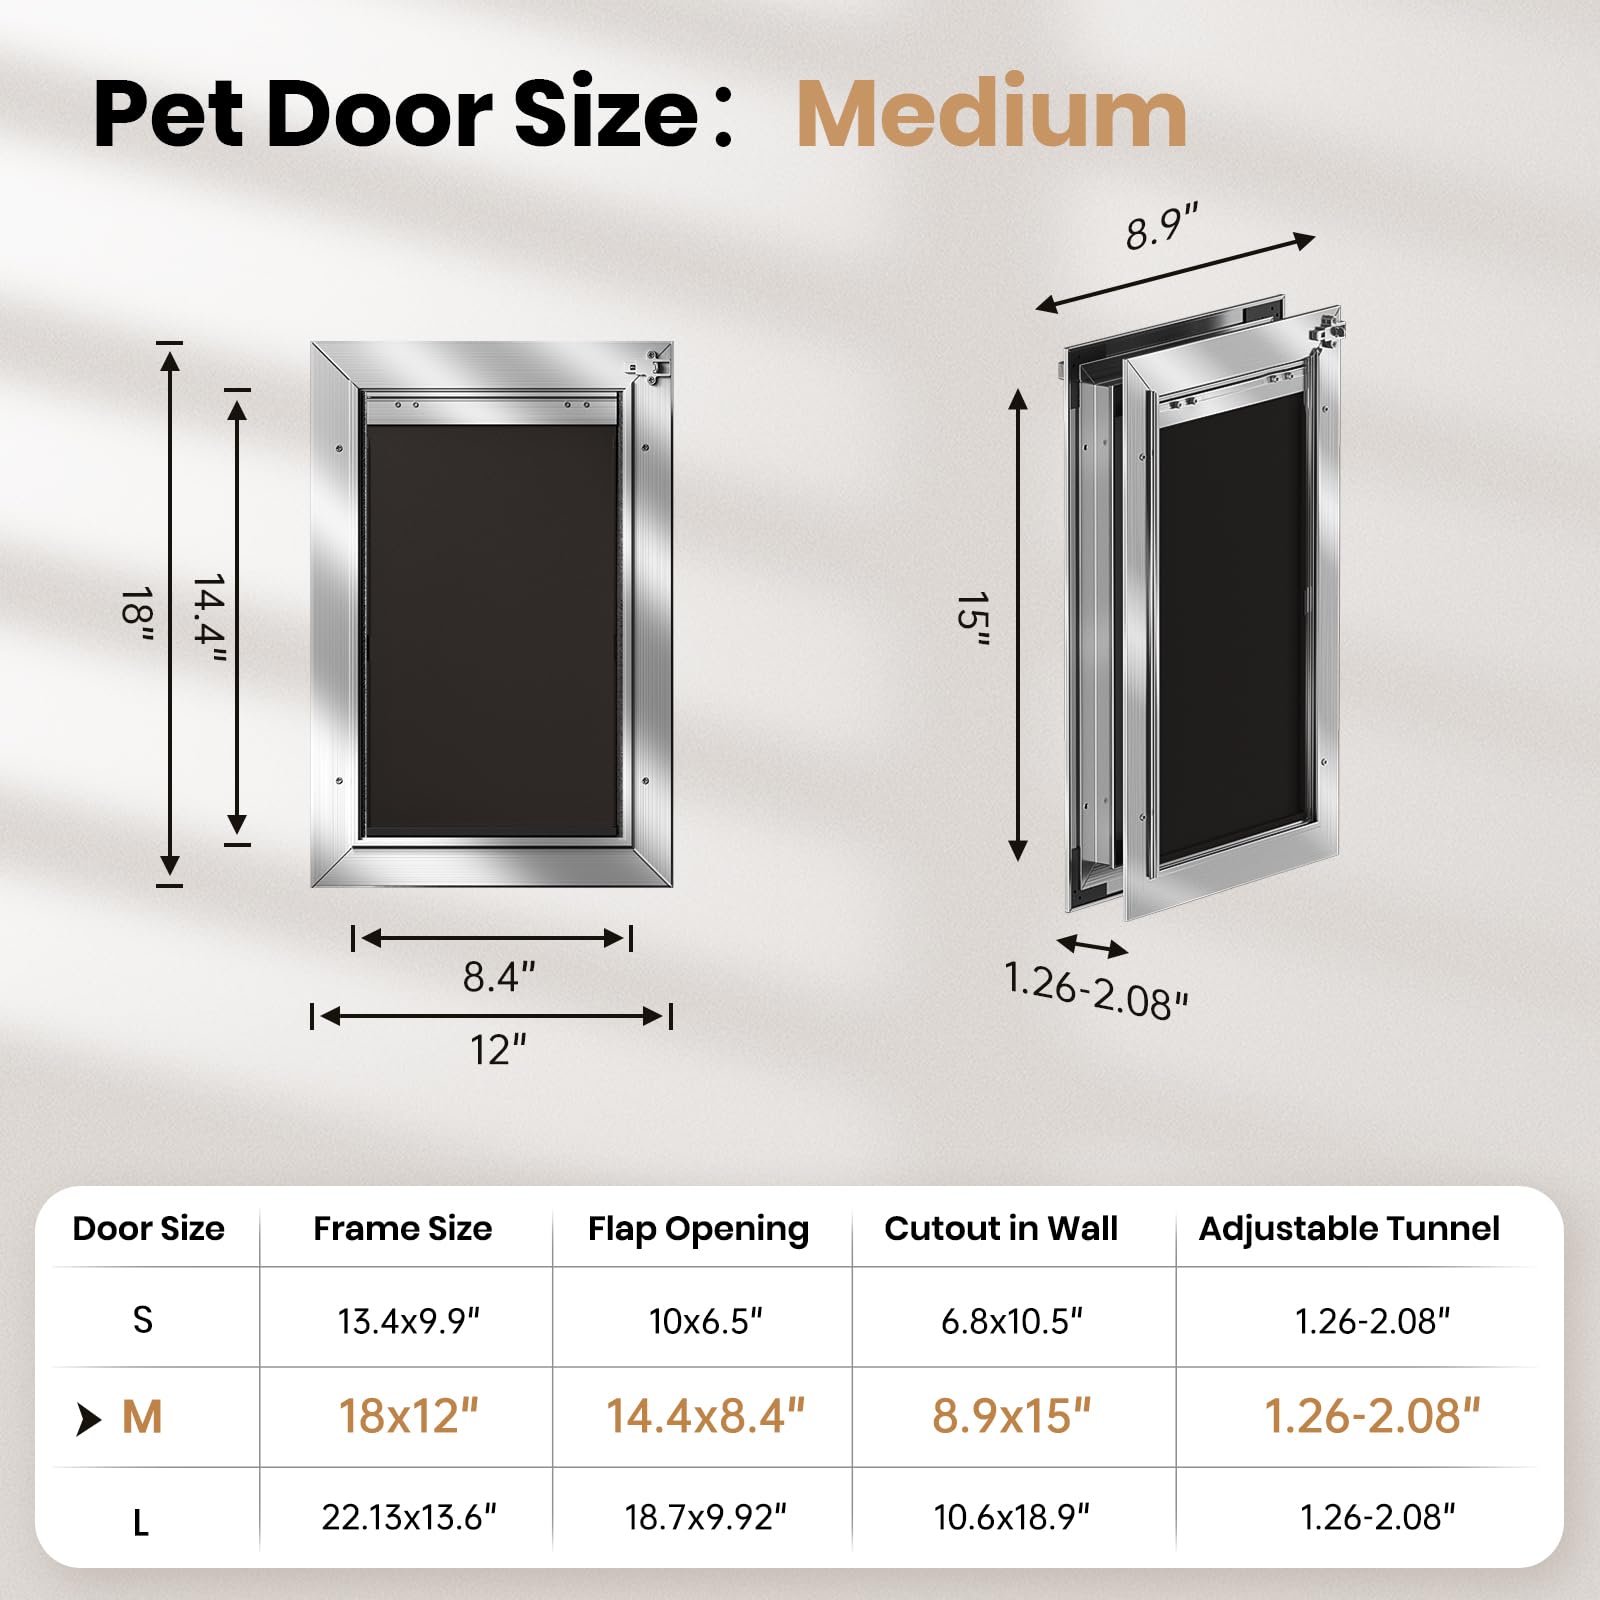 Pet Door Size： Medium
8.9"
18"
14.4"
15"
8.4"
12"
1.26-2.08"
Door Size Frame Size Flap Opening Cutout in Wall Adjustable Tunnel
S 13.4x9.9" 10x6.5" 6.8x10.5" 1.26-2.08"
M 18x12" 14.4x8.4" 8.9x15" 1.26-2.08"
L 22.13x13.6" 18.7x9.92" 10.6x18.9" 1.26-2.08"